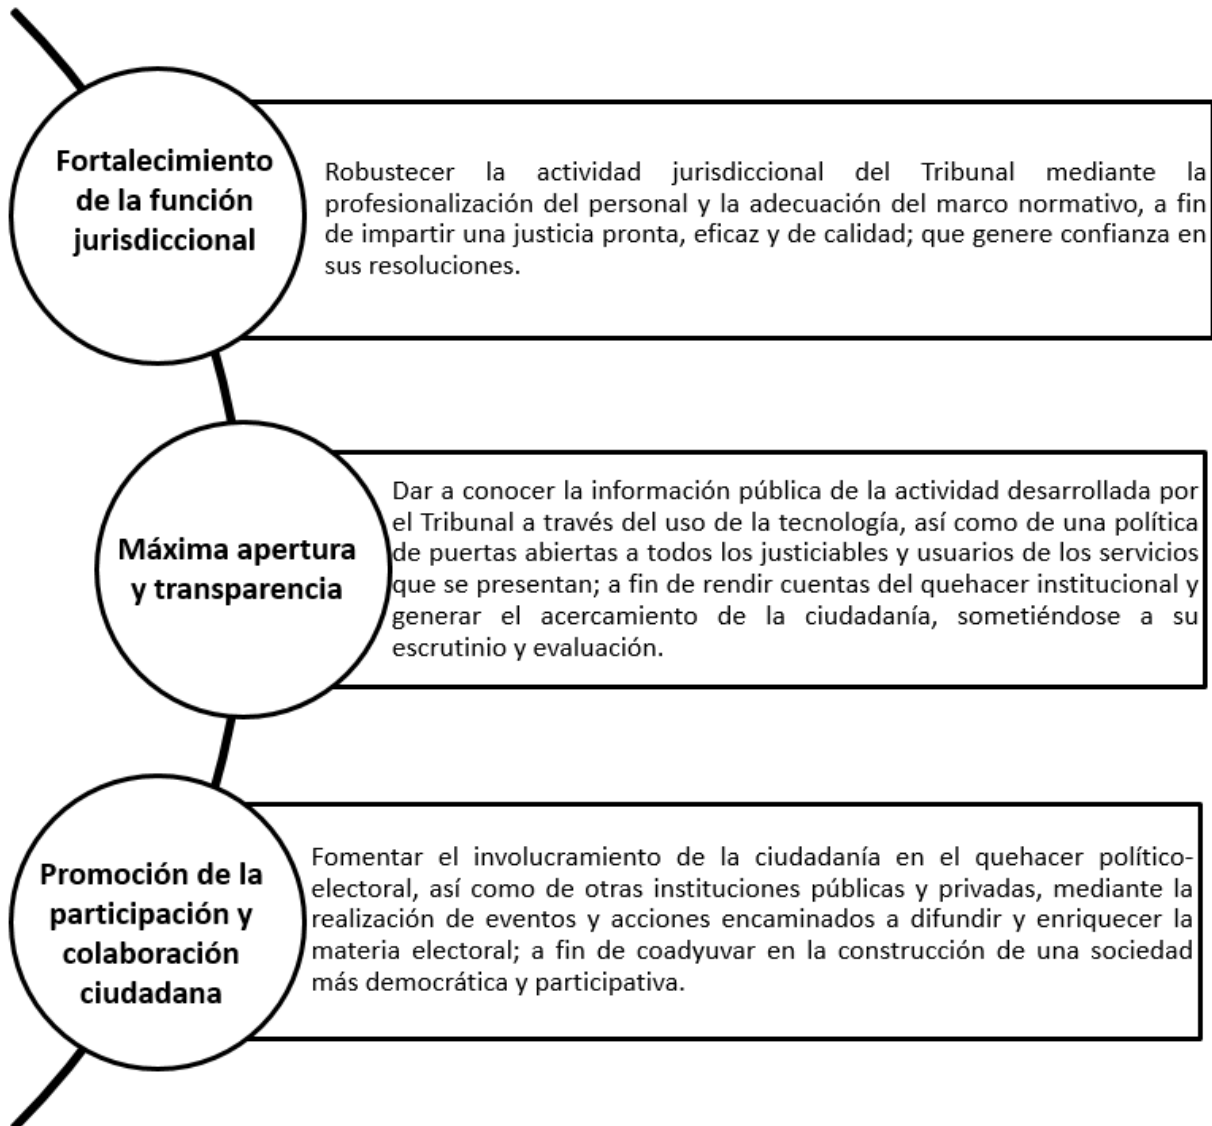 Fortalecimiento
de la función
jurisdiccional
Robustecer la actividad jurisdiccional del Tribunal mediante la
profesionalización del personal y la adecuación del marco normativo, a fin
de impartir una justicia pronta, eficaz y de calidad; que genere confianza en
sus resoluciones.
Máxima apertura
y transparencia
Dar a conocer la información pública de la actividad desarrollada por
el Tribunal a través del uso de la tecnología, así como de una política
de puertas abiertas a todos los justiciables y usuarios de los servicios
que se presentan; a fin de rendir cuentas del quehacer institucional y
generar el acercamiento de la ciudadanía, sometiéndose a su
escrutinio y evaluación.
Promoción de la
participación y
colaboración
ciudadana
Fomentar el involucramiento de la ciudadanía en el quehacer político-
electoral, así como de otras instituciones públicas y privadas, mediante la
realización de eventos y acciones encaminados a difundir y enriquecer la
materia electoral; a fin de coadyuvar en la construcción de una sociedad
más democrática y participativa.